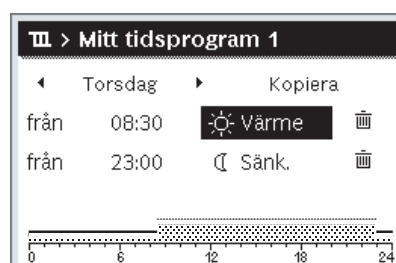 > Mitt tidsprogram 1
Torsdag Kopiera
från 08:30 Värme
från 23:00 Sänk.
0 6 12 18 24